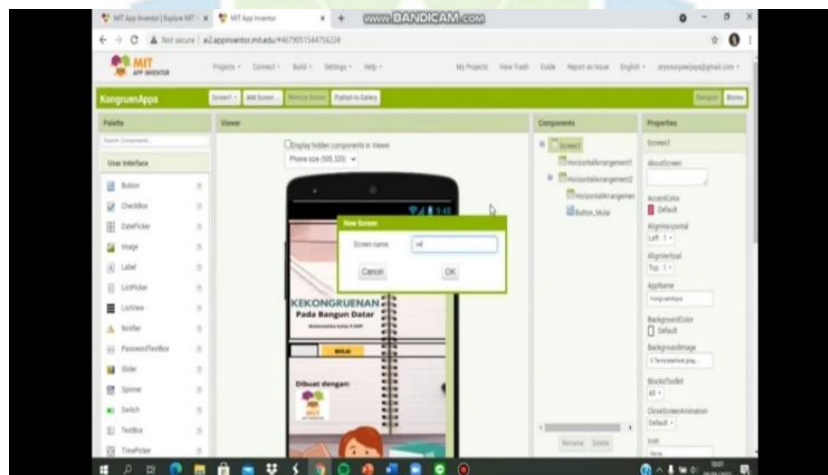 MIT App Inventor | Explore MIT
MIT App Inventor
www.BANDICAM.com
Not secure | ai2.appinventor.mit.edu/#4679051544756224
MIT
APP INVENTOR
Projects Connect Build Settings Help My Projects View Trash Guide Report an Issue English
KongruenApps
Screen1 Add Screen Remove Screen Publish to Gallery Designer Blocks
Palette
Search Components...
User Interface
Button
CheckBox
DatePicker
Image
Label
ListPicker
ListView
Notifier
PasswordTextBox
Slider
Spinner
Switch
TextBox
TimePicker
Viewer
Display hidden components in Viewer
Phone size (505,320)
New Screen
Screen name
Cancel OK
KEKONGRUENAN
Pada Bangun Datar
MULAI
Dibuat dengan:
MIT
APP INVENTOR
Components
Screen1
HorizontalArrangement1
HorizontalArrangement2
HorizontalArrangemen
Button_Mulai
Rename Delete
Properties
Screen1
AboutScreen
AccentColor
Default
AlignHorizontal
Left : 1
AlignVertical
Top : 1
AppName
KongruenApps
BackgroundColor
Default
BackgroundImage
BlocksToolkit
All
CloseScreenAnimation
Default
Icon
None...